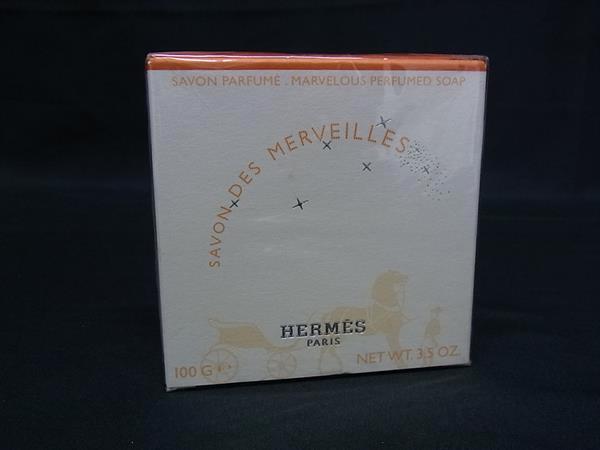 SAVON PARFUMÉ . MARVELOUS PERFUMED SOAP
SAVON DES MERVEILLES
HERMÈS
PARIS
100 G ℮
NET WT. 3.5 OZ.